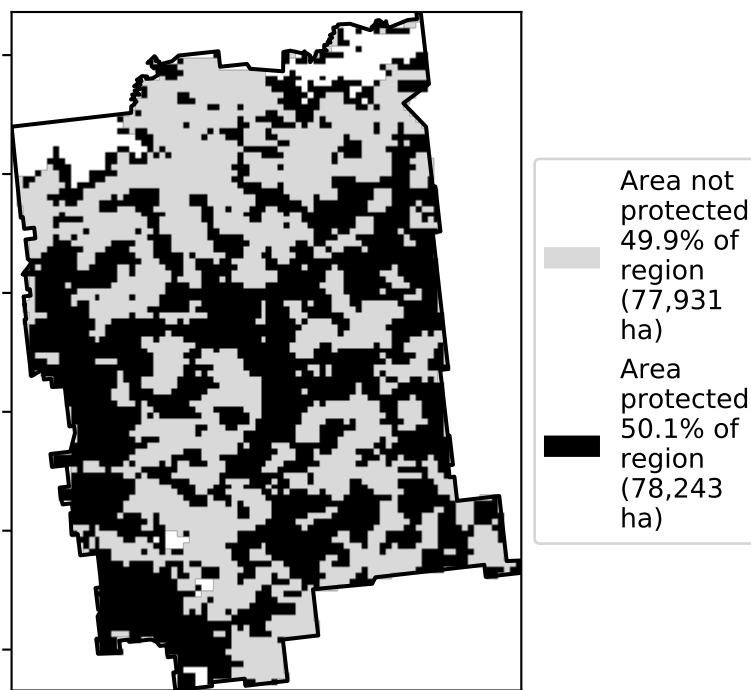 Area not
protected
49.9% of
region
(77,931
ha)
Area
protected
50.1% of
region
(78,243
ha)